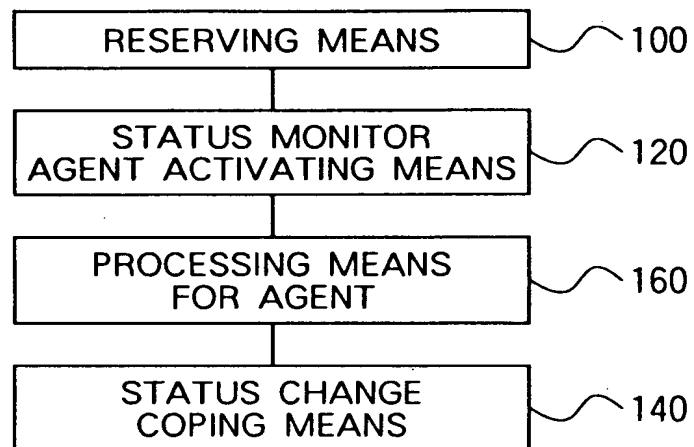 RESERVING MEANS
100
STATUS MONITOR
AGENT ACTIVATING MEANS
120
PROCESSING MEANS
FOR AGENT
160
STATUS CHANGE
COPING MEANS
140